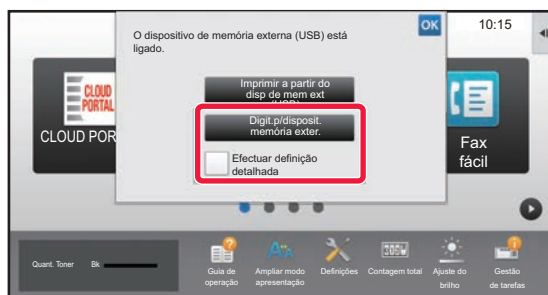 O dispositivo de memória externa (USB) está
ligado.
OK
10:15
Imprimir a partir do
disp de mem ext
(USB)
Digit.p/disposit.
memória exter.
Efectuar definição
detalhada
CLOUD
PORTAL
CLOUD POR
Fax
fácil
Quant. Toner
Bk
Guia de
operação
Ampliar modo
apresentação
Definições
Contagem total
Ajuste do
brilho
Gestão
de tarefas